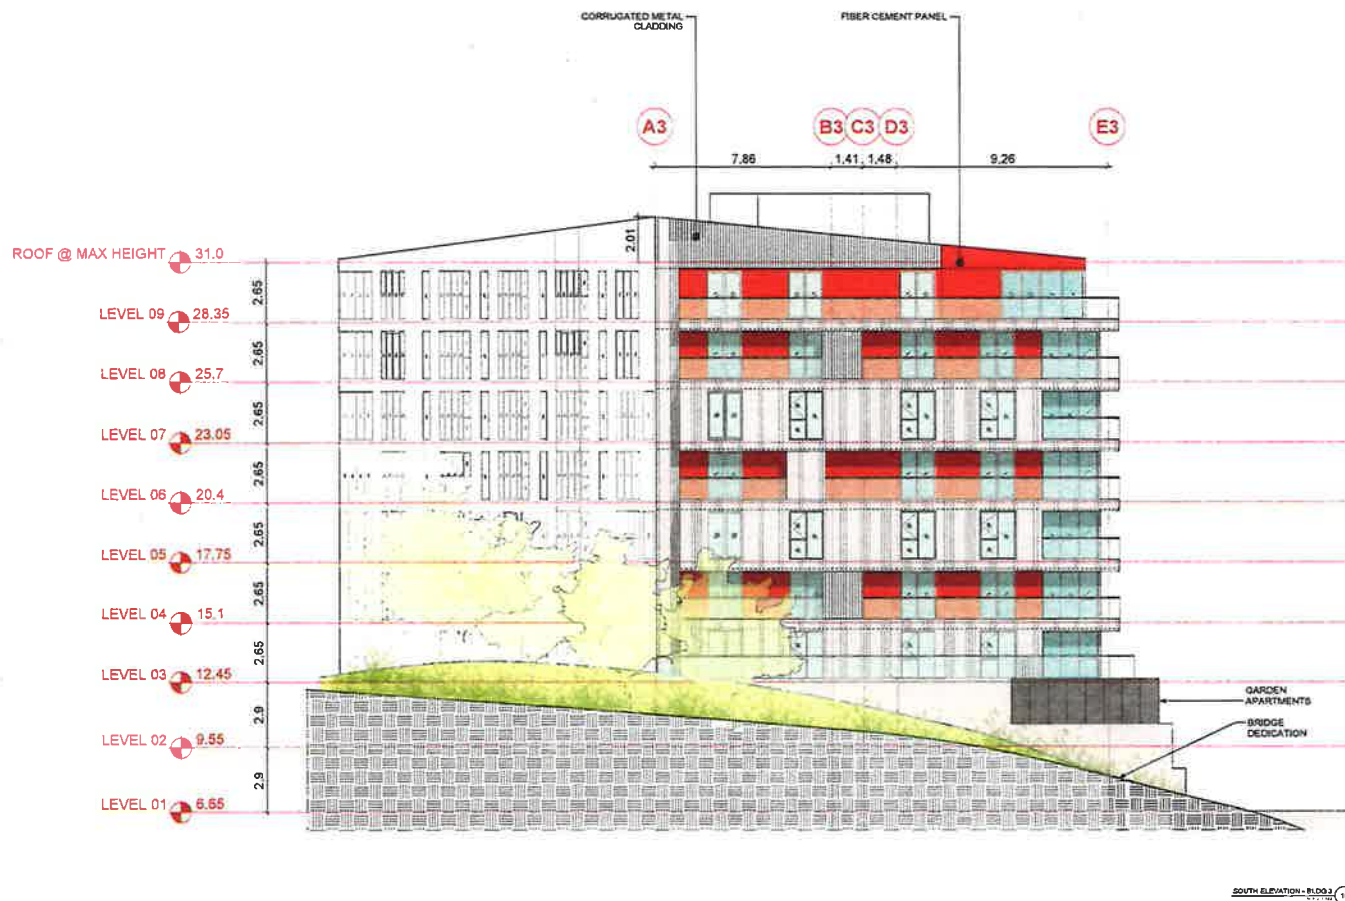 CORRUGATED METAL
CLADDING
FIBER CEMENT PANEL
A3
B3
C3
D3
E3
7.86
1.41
1.48
9.26
2.01
ROOF @ MAX HEIGHT 31.0
2.65
LEVEL 09 28.35
2.65
LEVEL 08 25.7
2.65
LEVEL 07 23.05
2.65
LEVEL 06 20.4
2.65
LEVEL 05 17.75
2.65
LEVEL 04 15.1
2.65
LEVEL 03 12.45
2.9
LEVEL 02 9.55
2.9
LEVEL 01 6.65
GARDEN
APARTMENTS
BRIDGE
DEDICATION
SOUTH ELEVATION - BLDG 3